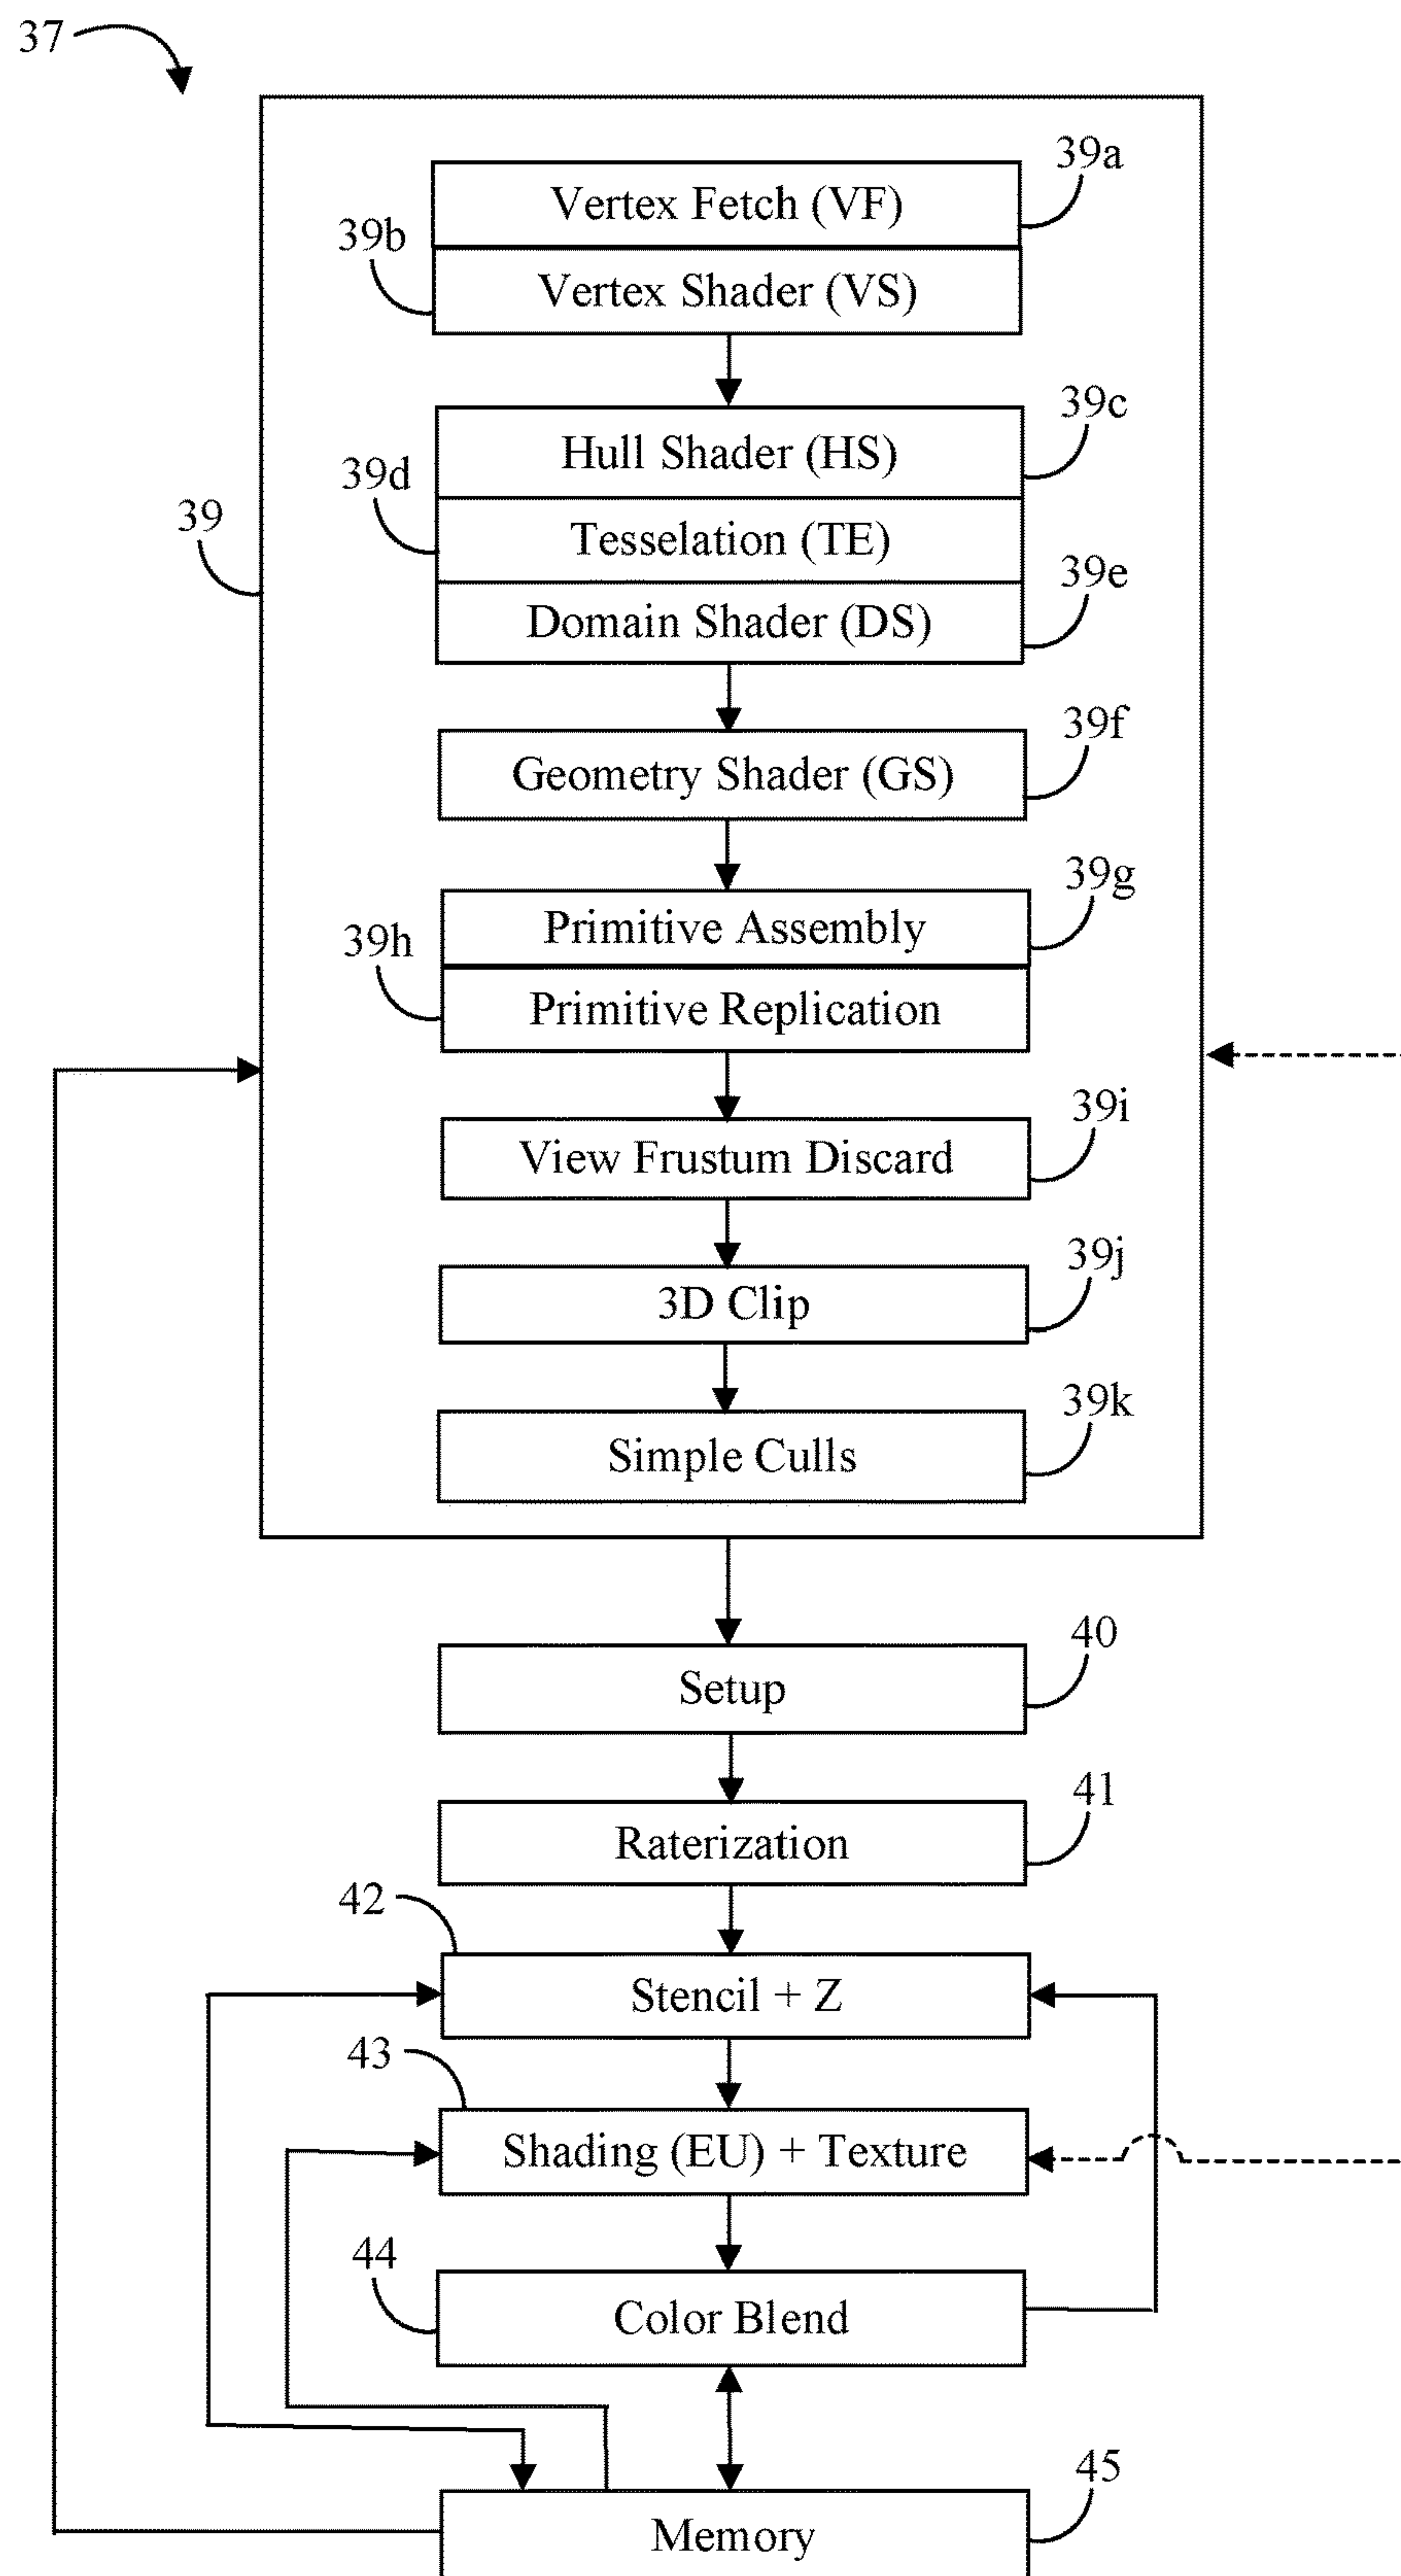 37
39a
Vertex Fetch (VF)
39b
Vertex Shader (VS)
39c
Hull Shader (HS)
39d
39
Tesselation (TE)
39e
Domain Shader (DS)
39f
Geometry Shader (GS)
39g
Primitive Assembly
39h
Primitive Replication
39i
View Frustum Discard
39j
3D Clip
39k
Simple Culls
40
Setup
41
Raterization
42
Stencil + Z
43
Shading (EU) + Texture
44
Color Blend
45
Memory